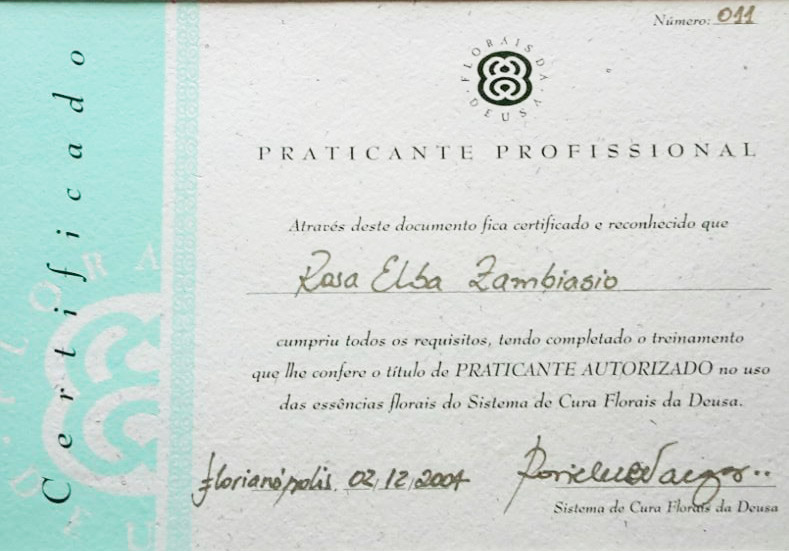 Certificado
Número: 011
FLORAIS DA DEUSA
PRATICANTE PROFISSIONAL
Através deste documento fica certificado e reconhecido que
Rosa Elba Zambiasio
cumpriu todos os requisitos, tendo completado o treinamento
que lhe confere o título de PRATICANTE AUTORIZADO no uso
das essências florais do Sistema de Cura Florais da Deusa.
Florianópolis. 02/12/2004
Sistema de Cura Florais da Deusa